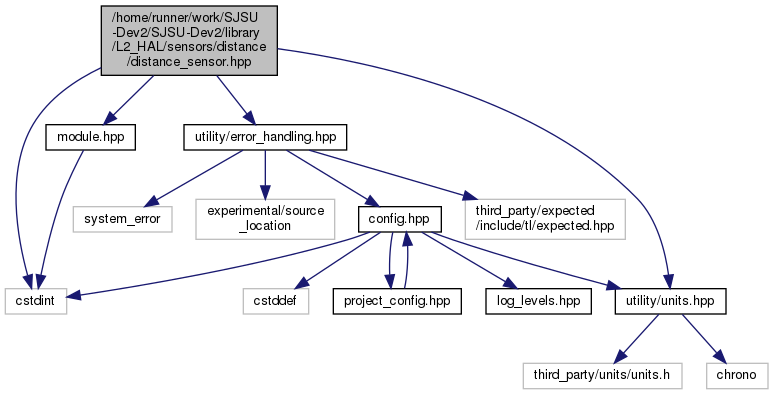 /home/runner/work/SJSU
-Dev2/SJSU-Dev2/library
/L2_HAL/sensors/distance
/distance_sensor.hpp
module.hpp
utility/error_handling.hpp
system_error
experimental/source
_location
config.hpp
third_party/expected
/include/tl/expected.hpp
cstdint
cstddef
project_config.hpp
log_levels.hpp
utility/units.hpp
third_party/units/units.h
chrono